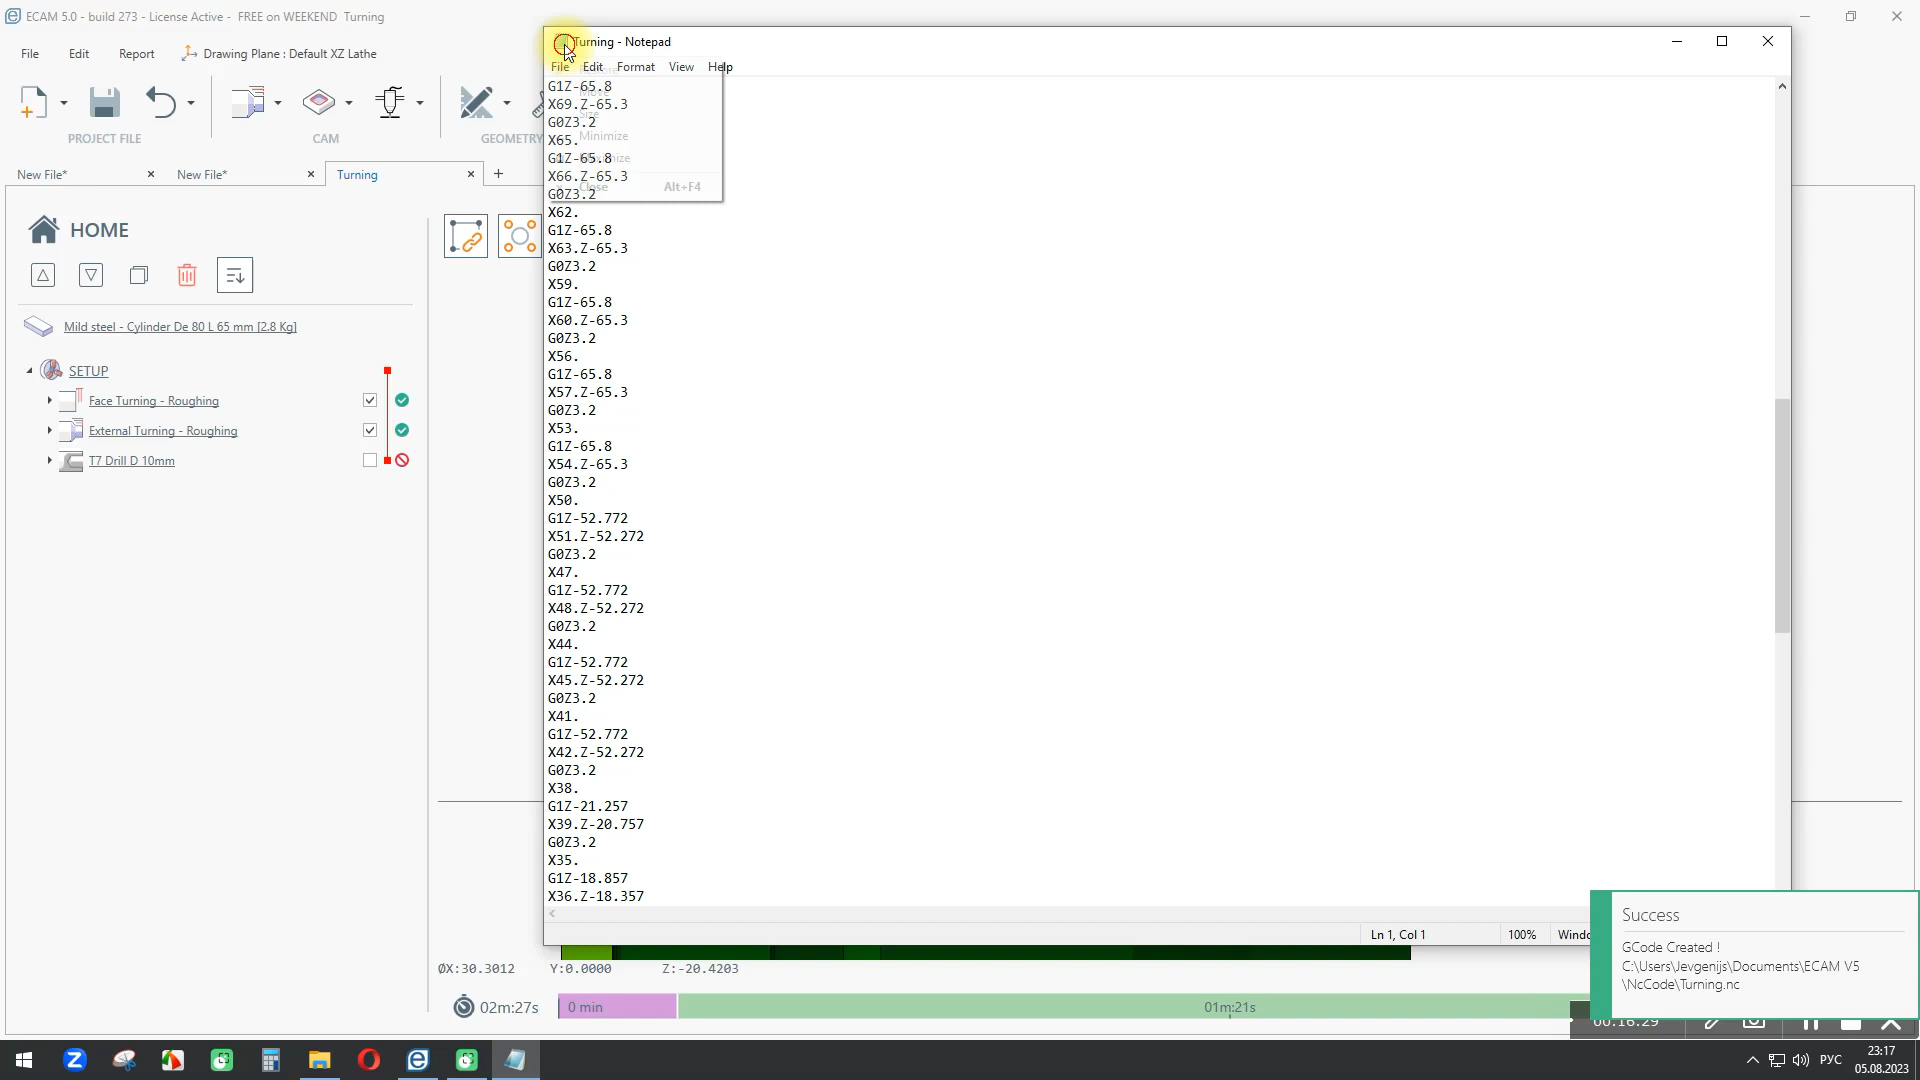 ECAM 5.0 - build 273 - License Active - FREE on WEEKEND Turning
File Edit Report Drawing Plane : Default XZ Lathe
PROJECT FILE
CAM
GEOMETRY
New File*
New File*
Turning
HOME
Mild steel - Cylinder De 80 L 65 mm [2.8 Kg]
SETUP
Face Turning - Roughing
External Turning - Roughing
T7 Drill D 10mm
Turning - Notepad
File Edit Format View Help
Move
Size
Minimize
Close Alt+F4
G1Z-65.8
X69.Z-65.3
G0Z3.2
X65.
G1Z-65.8
X66.Z-65.3
G0Z3.2
X62.
G1Z-65.8
X63.Z-65.3
G0Z3.2
X59.
G1Z-65.8
X60.Z-65.3
G0Z3.2
X56.
G1Z-65.8
X57.Z-65.3
G0Z3.2
X53.
G1Z-65.8
X54.Z-65.3
G0Z3.2
X50.
G1Z-52.772
X51.Z-52.272
G0Z3.2
X47.
G1Z-52.772
X48.Z-52.272
G0Z3.2
X44.
G1Z-52.772
X45.Z-52.272
G0Z3.2
X41.
G1Z-52.772
X42.Z-52.272
G0Z3.2
X38.
G1Z-21.257
X39.Z-20.757
G0Z3.2
X35.
G1Z-18.857
X36.Z-18.357
Ln 1, Col 1
100%
Windo
Success
GCode Created !
C:\Users\Jevgenijs\Documents\ECAM V5
\NcCode\Turning.nc
ØX:30.3012 Y:0.0000 Z:-20.4203
02m:27s
0 min
01m:21s
00:16:29
РУС
23:17
05.08.2023